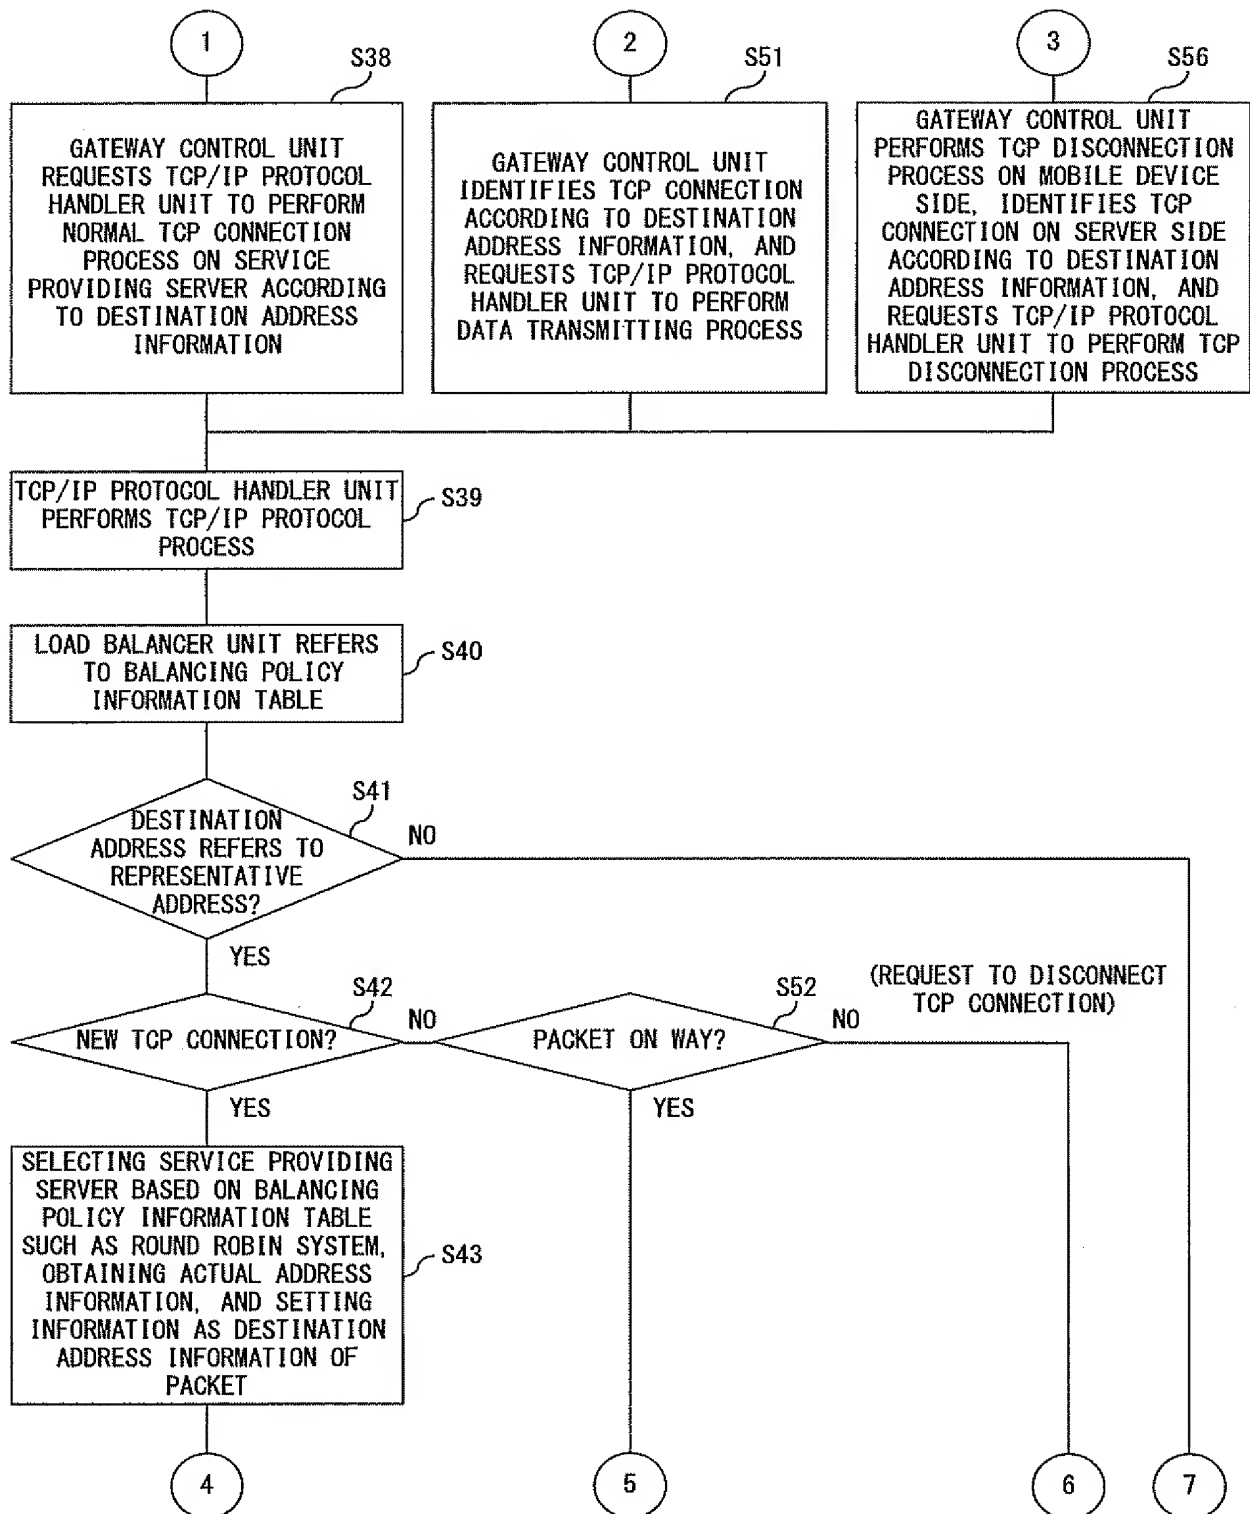 1
S38
GATEWAY CONTROL UNIT
REQUESTS TCP/IP PROTOCOL
HANDLER UNIT TO PERFORM
NORMAL TCP CONNECTION
PROCESS ON SERVICE
PROVIDING SERVER ACCORDING
TO DESTINATION ADDRESS
INFORMATION
2
S51
GATEWAY CONTROL UNIT
IDENTIFIES TCP CONNECTION
ACCORDING TO DESTINATION
ADDRESS INFORMATION, AND
REQUESTS TCP/IP PROTOCOL
HANDLER UNIT TO PERFORM
DATA TRANSMITTING PROCESS
3
S56
GATEWAY CONTROL UNIT
PERFORMS TCP DISCONNECTION
PROCESS ON MOBILE DEVICE
SIDE, IDENTIFIES TCP
CONNECTION ON SERVER SIDE
ACCORDING TO DESTINATION
ADDRESS INFORMATION, AND
REQUESTS TCP/IP PROTOCOL
HANDLER UNIT TO PERFORM TCP
DISCONNECTION PROCESS
TCP/IP PROTOCOL HANDLER UNIT
PERFORMS TCP/IP PROTOCOL
PROCESS
S39
LOAD BALANCER UNIT REFERS
TO BALANCING POLICY
INFORMATION TABLE
S40
S41
DESTINATION
ADDRESS REFERS TO
REPRESENTATIVE
ADDRESS?
NO
YES
S42
NEW TCP CONNECTION?
NO
YES
S52
PACKET ON WAY?
NO
(REQUEST TO DISCONNECT
TCP CONNECTION)
YES
SELECTING SERVICE PROVIDING
SERVER BASED ON BALANCING
POLICY INFORMATION TABLE
SUCH AS ROUND ROBIN SYSTEM,
OBTAINING ACTUAL ADDRESS
INFORMATION, AND SETTING
INFORMATION AS DESTINATION
ADDRESS INFORMATION OF
PACKET
S43
4
5
6
7